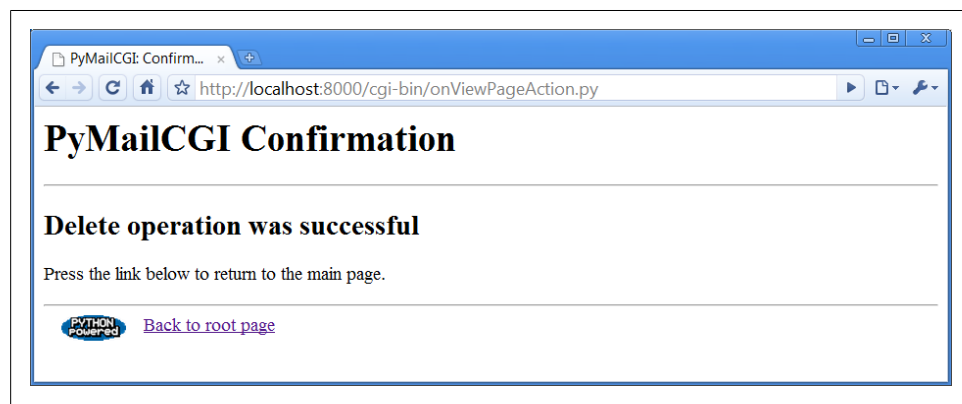 PyMailCGI: Confirm...
http://localhost:8000/cgi-bin/onViewPageAction.py
PyMailCGI Confirmation
Delete operation was successful
Press the link below to return to the main page.
PYTHON
Powered
Back to root page